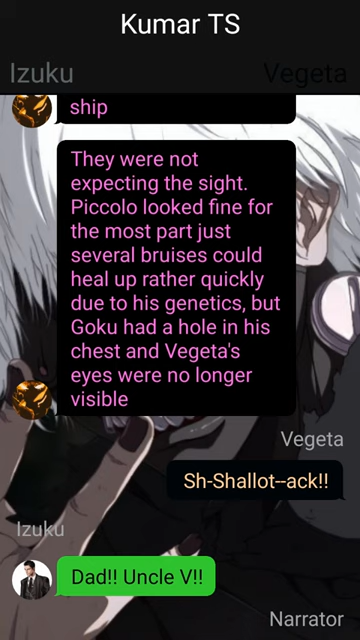 Kumar TS
Izuku
Vegeta
ship
They were not
expecting the sight.
Piccolo looked fine for
the most part just
several bruises could
heal up rather quickly
due to his genetics, but
Goku had a hole in his
chest and Vegeta's
eyes were no longer
visible
Vegeta
Sh-Shallot--ack!!
Izuku
Dad!! Uncle V!!
Narrator